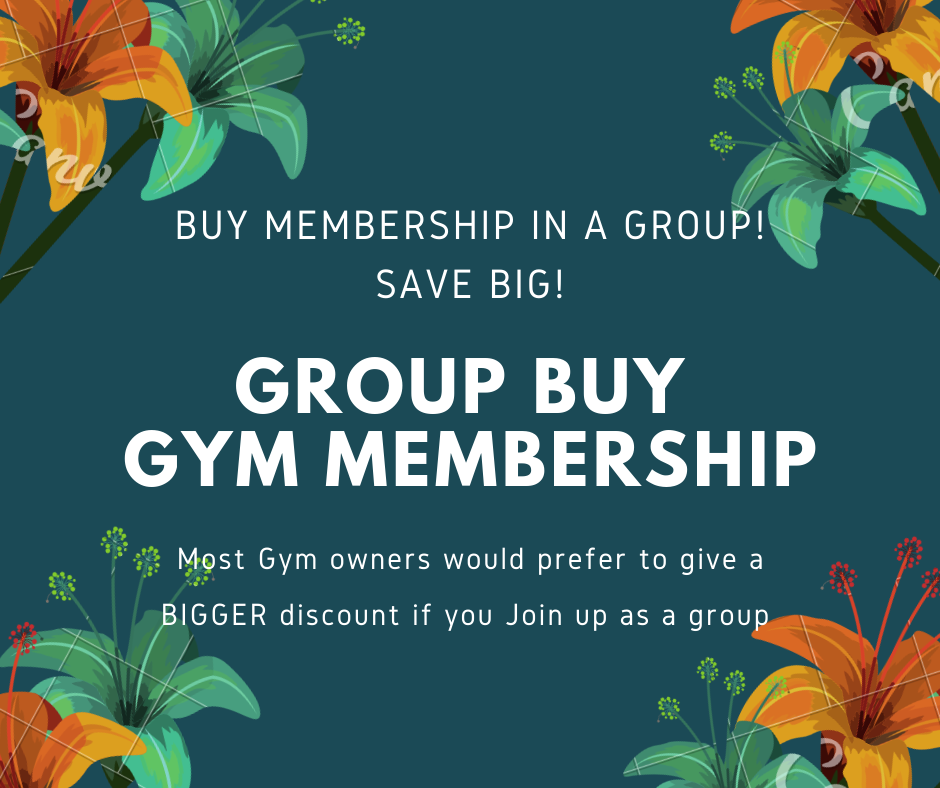 BUY MEMBERSHIP IN A GROUP!
SAVE BIG!
GROUP BUY
GYM MEMBERSHIP
Most Gym owners would prefer to give a
BIGGER discount if you Join up as a group